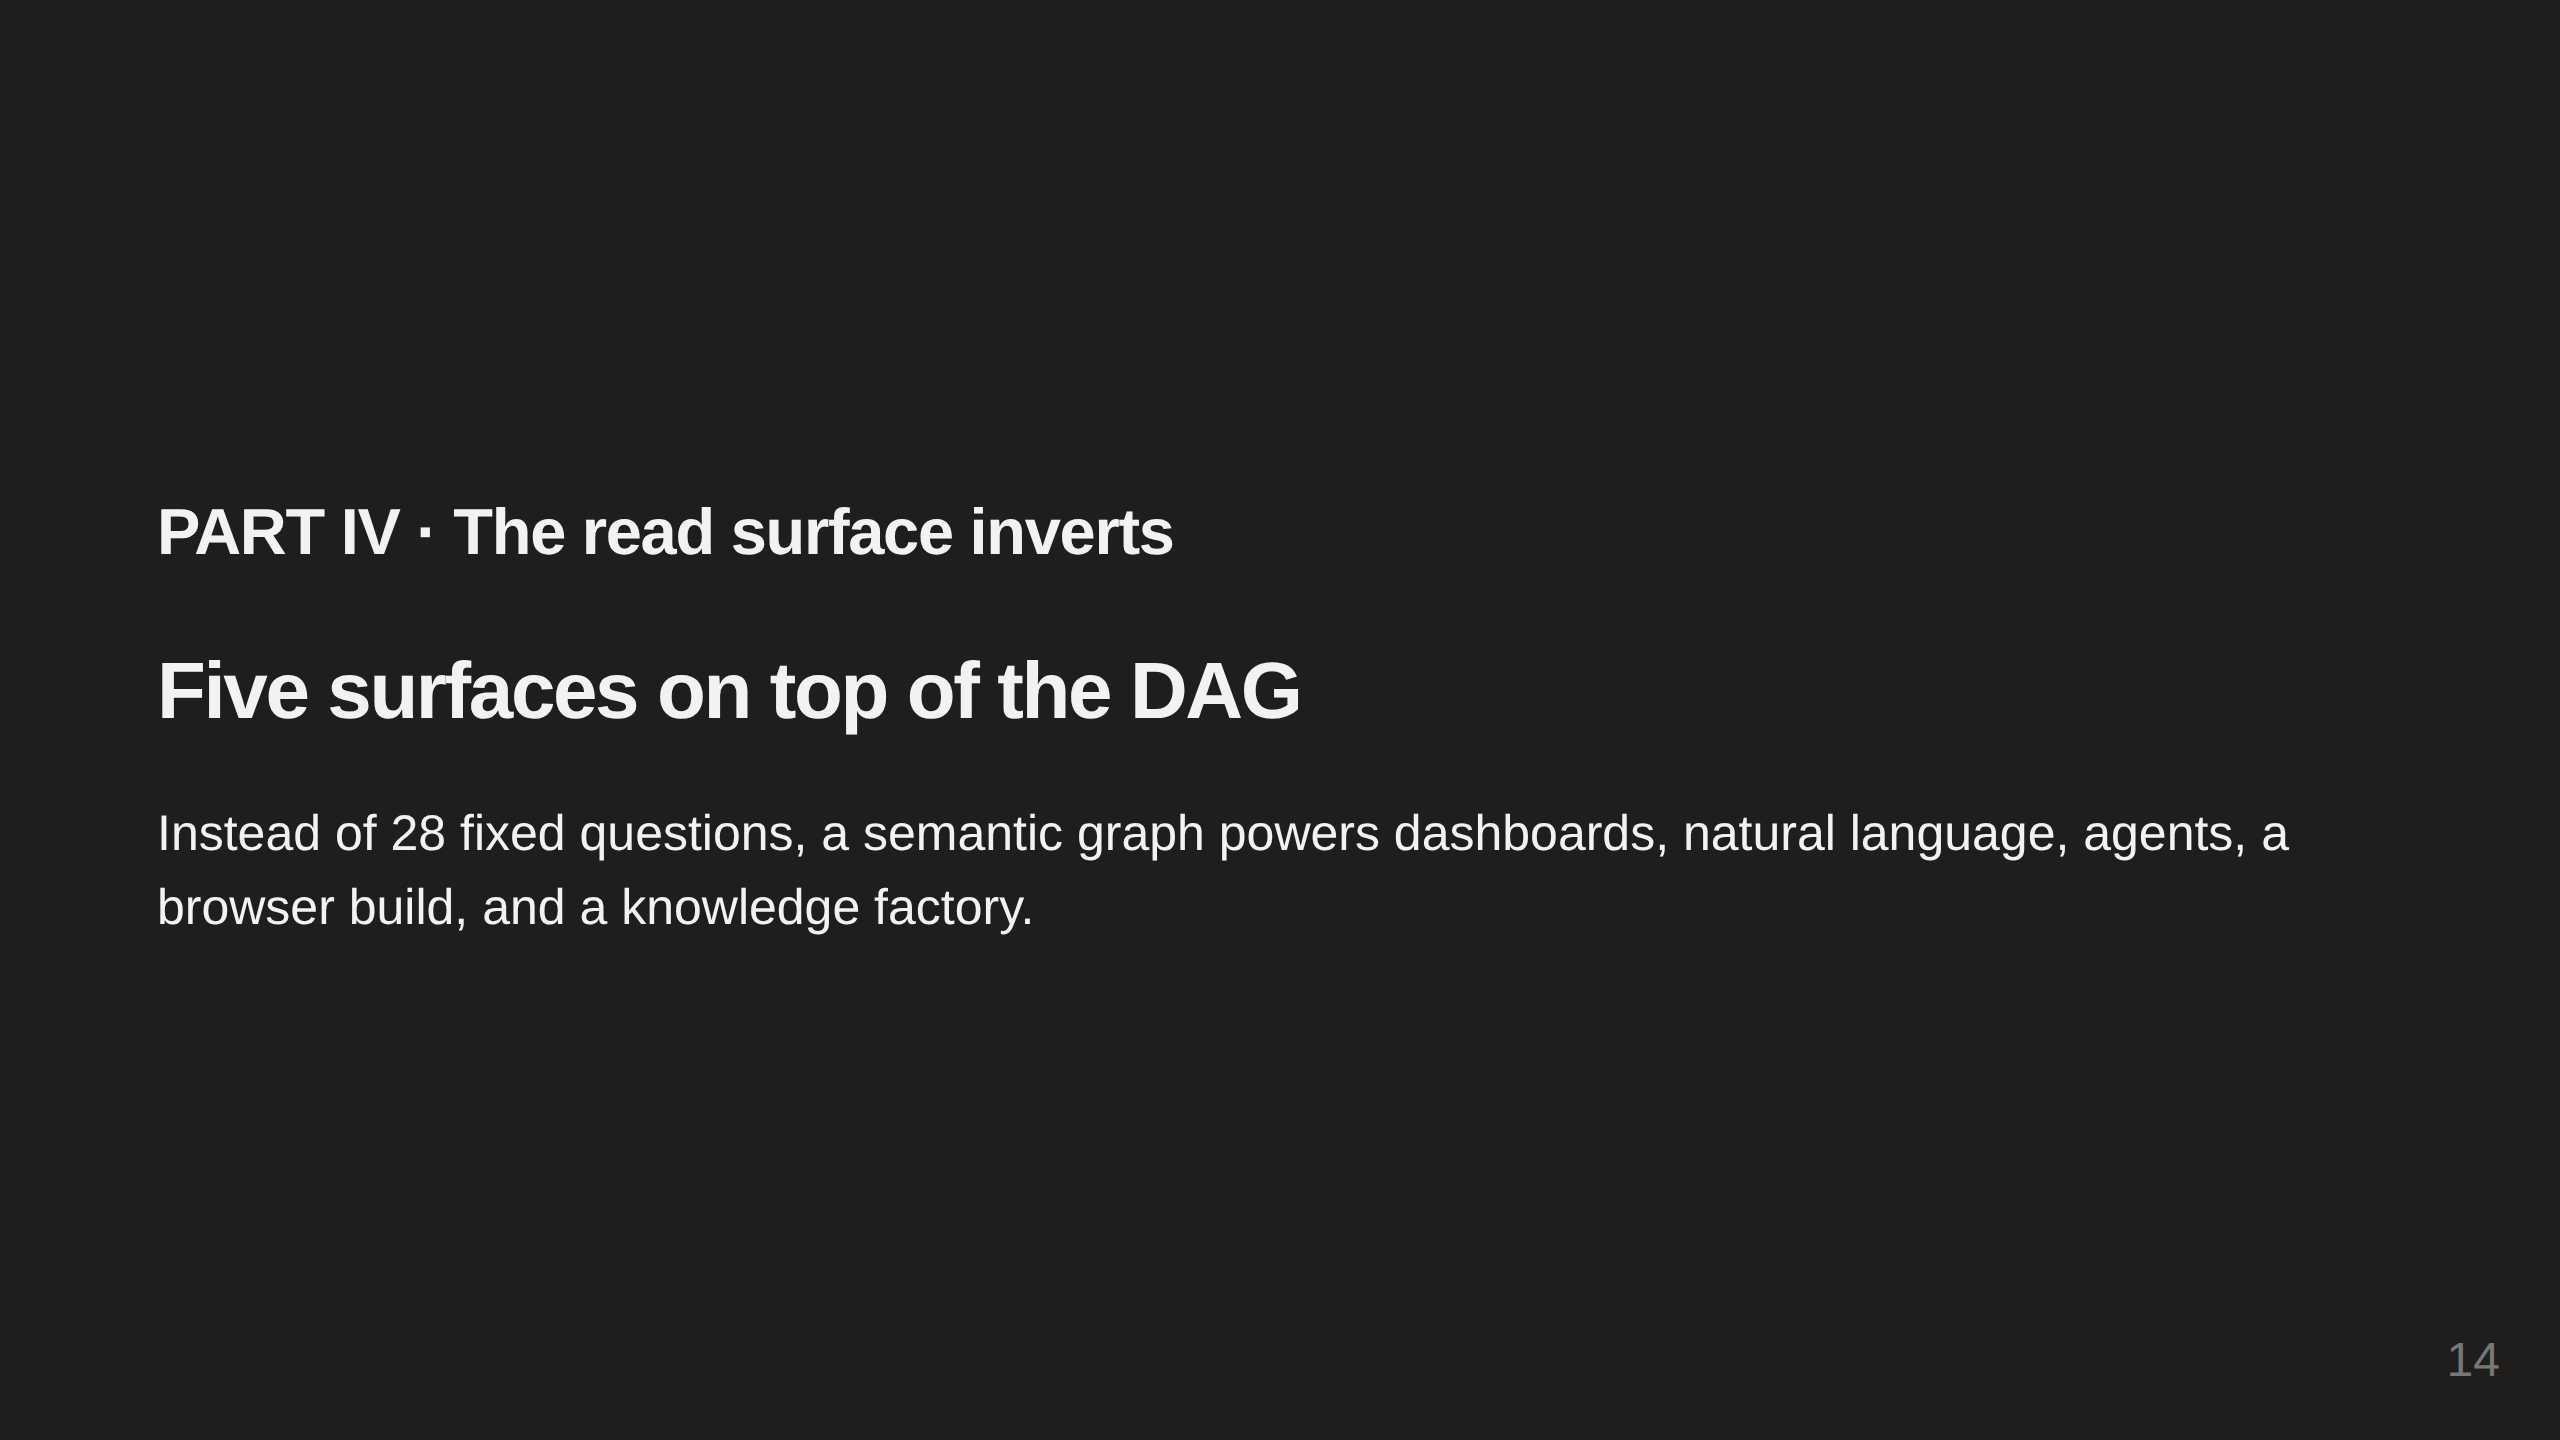 PART IV · The read surface inverts
Five surfaces on top of the DAG
Instead of 28 fixed questions, a semantic graph powers dashboards, natural language, agents, a
browser build, and a knowledge factory.
14